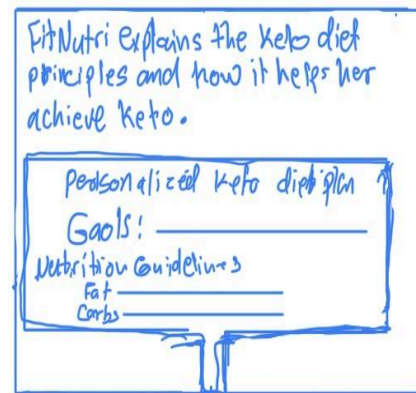 FitNutri explains the keto diet
principles and how it helps her
achieve keto.
Personalized keto diet plan
Gaols:
Nutrition Guidelines
Fat
Carbs